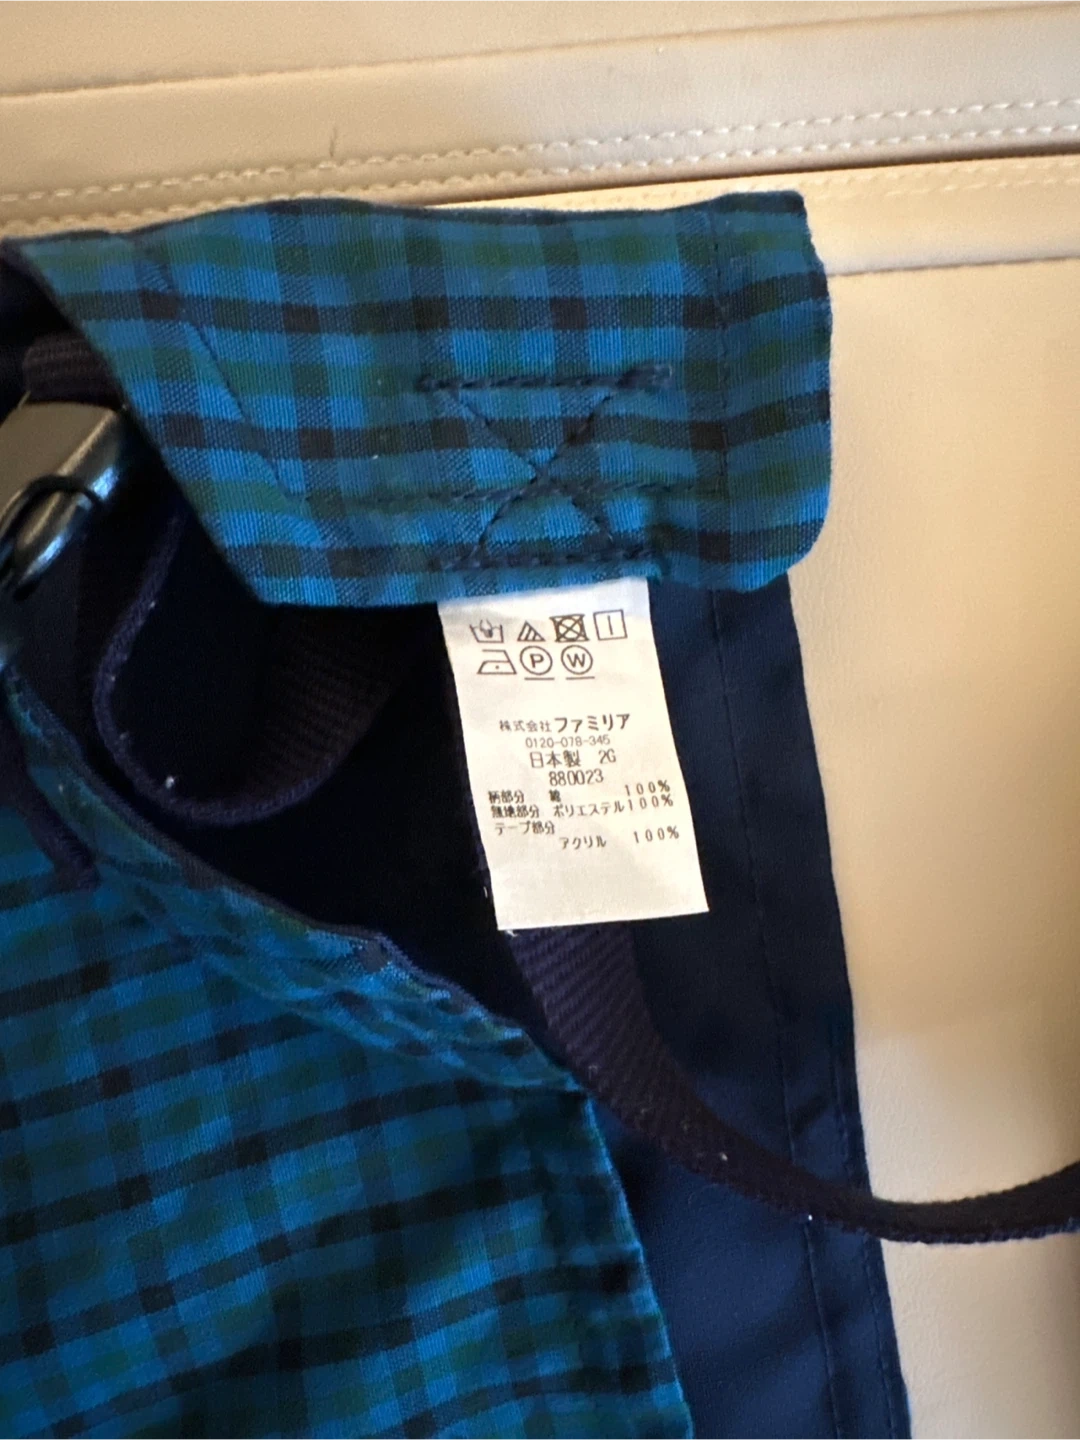 P W
株式会社ファミリア
0120-078-345
日本製 2G
880023
柄部分 綿 100%
無地部分 ポリエステル100%
テープ部分
アクリル 100%